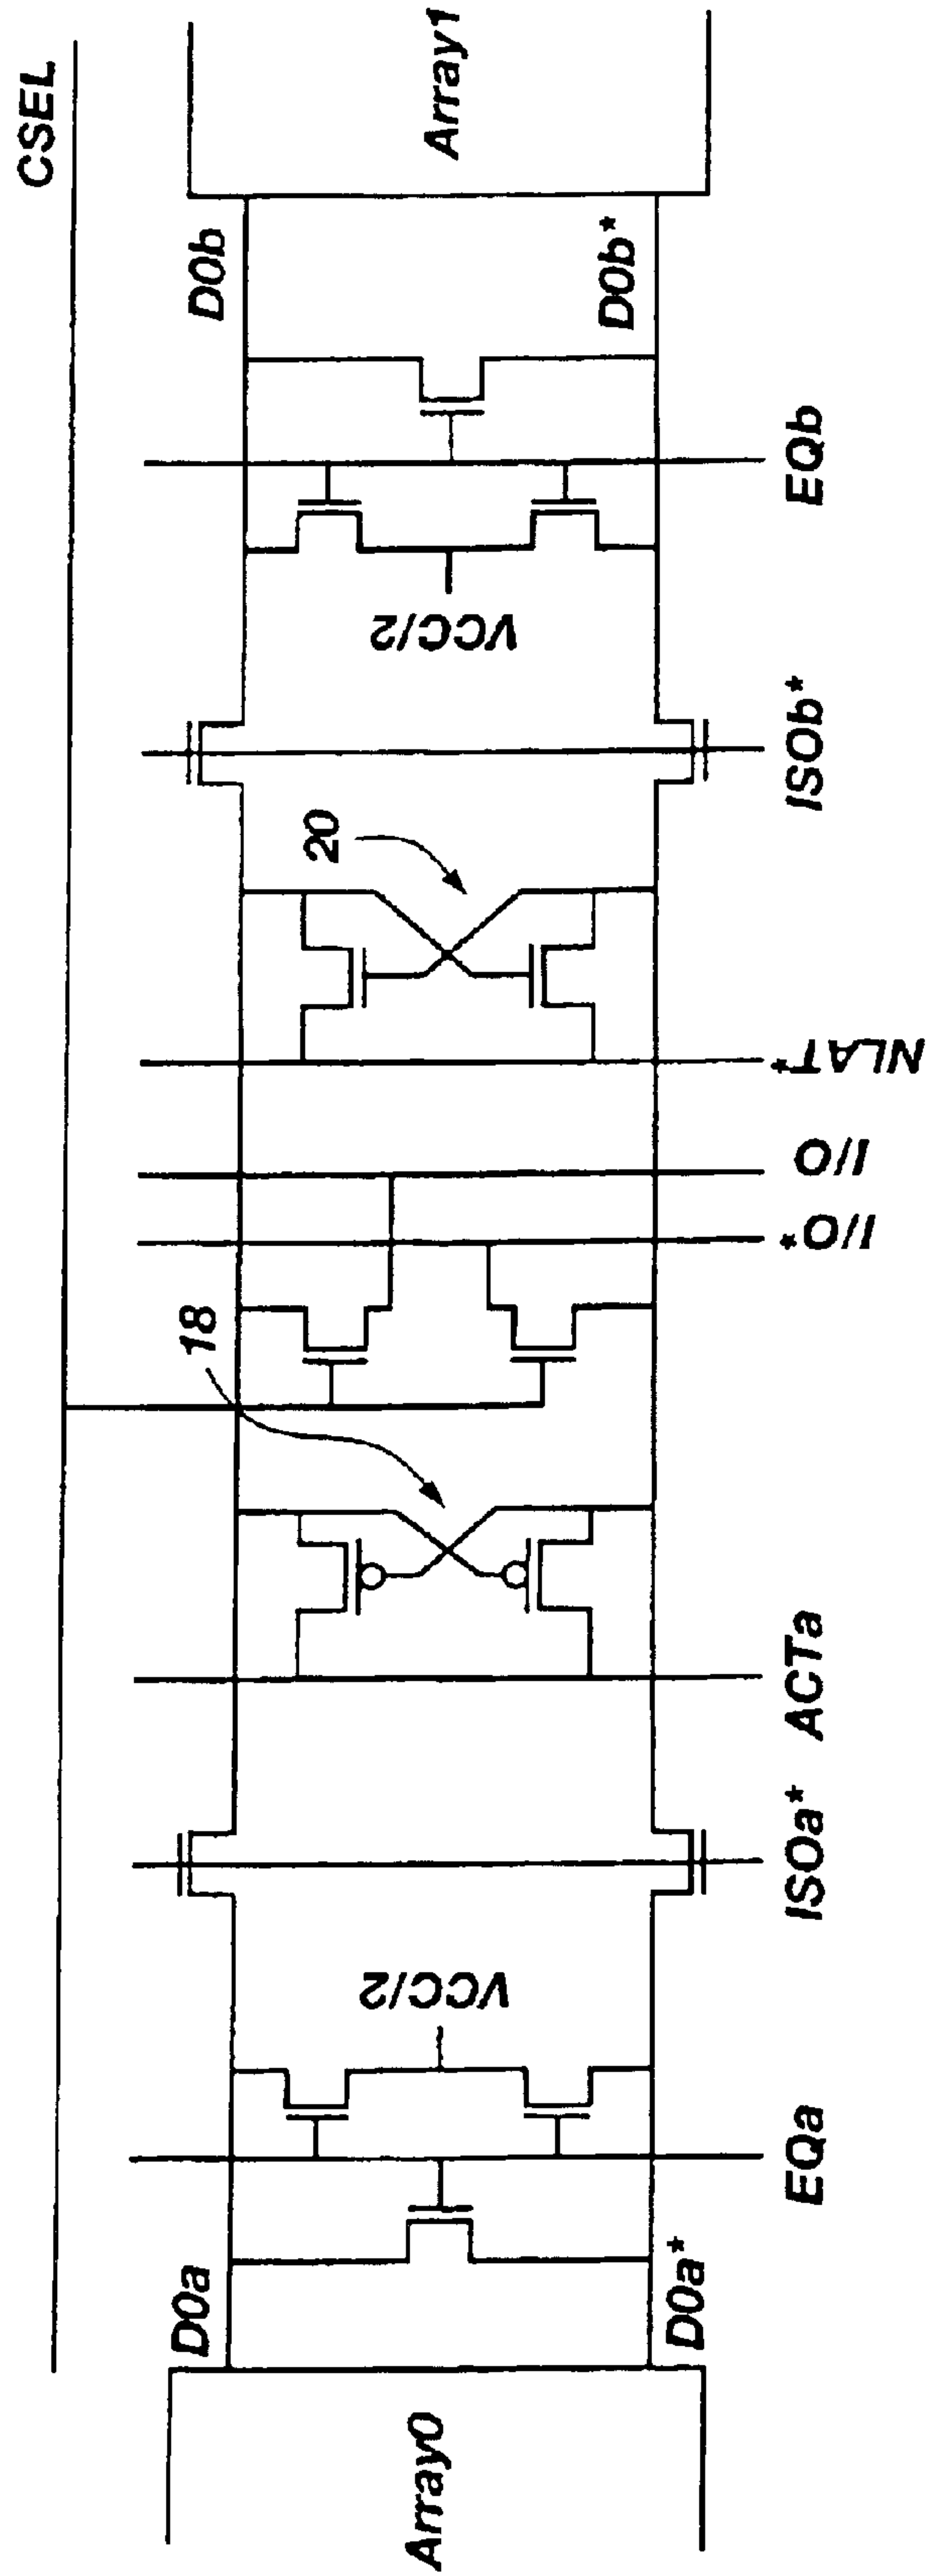 CSEL
Array0
D0a
D0a*
EQa
VCC/2
ISOa*
ACTa
18
I/O*
I/O
NLAT*
20
ISOb*
VCC/2
EQb
D0b
D0b*
Array1